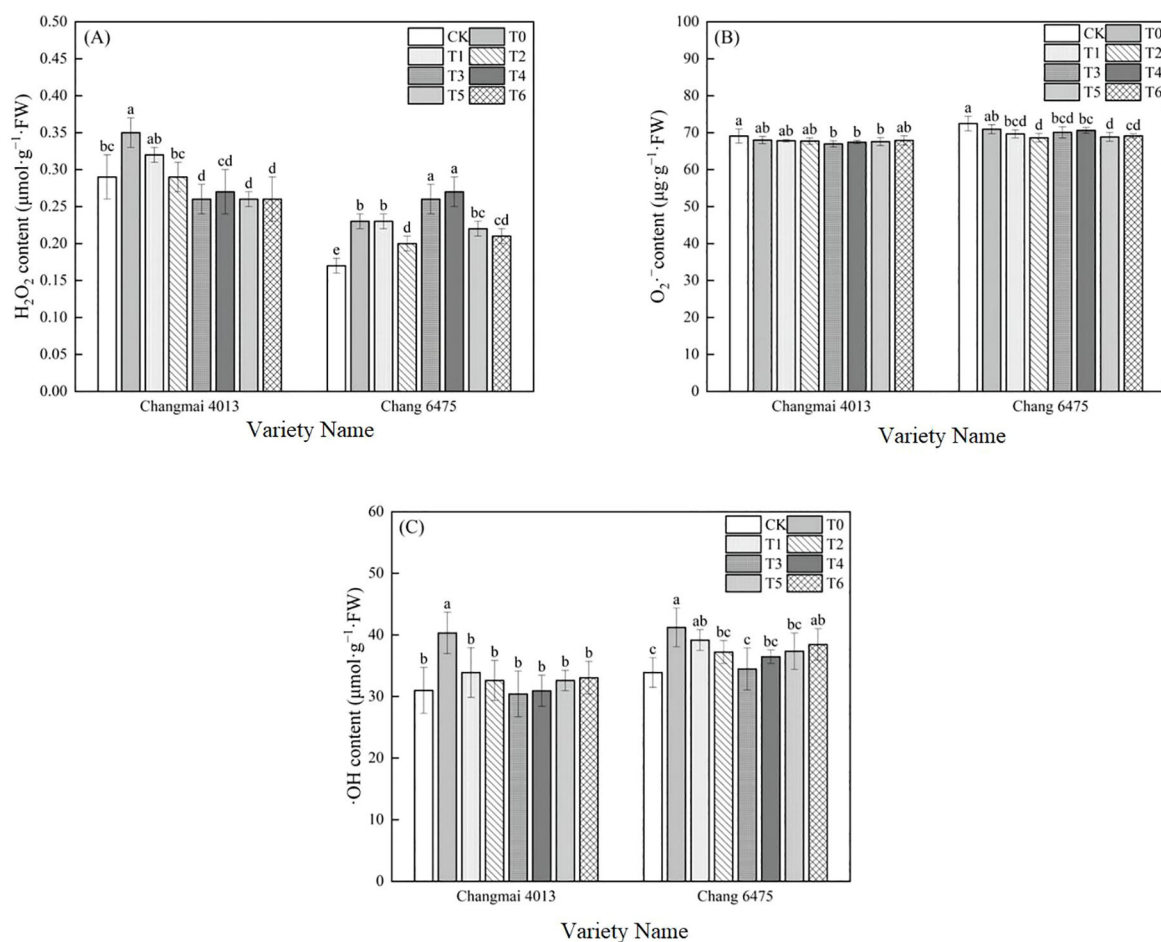 (A)
CK T0
T1 T2
T3 T4
T5 T6
0.50
0.45
0.40
0.35
0.30
0.25
0.20
0.15
0.10
0.05
0.00
H₂O₂ content (μmol·g⁻¹·FW)
bc a ab bc d cd d d
e b b d a a bc cd
Changmai 4013 Chang 6475
Variety Name
(B)
CK T0
T1 T2
T3 T4
T5 T6
100
90
80
70
60
50
40
30
20
10
0
O₂·⁻content (μg·g⁻¹·FW)
a ab ab ab b b b ab
a ab bcd d bcd bc d cd
Changmai 4013 Chang 6475
Variety Name
(C)
CK T0
T1 T2
T3 T4
T5 T6
60
50
40
30
20
10
0
·OH content (μmol·g⁻¹·FW)
b a b b b b b b
c a ab bc c bc bc ab
Changmai 4013 Chang 6475
Variety Name